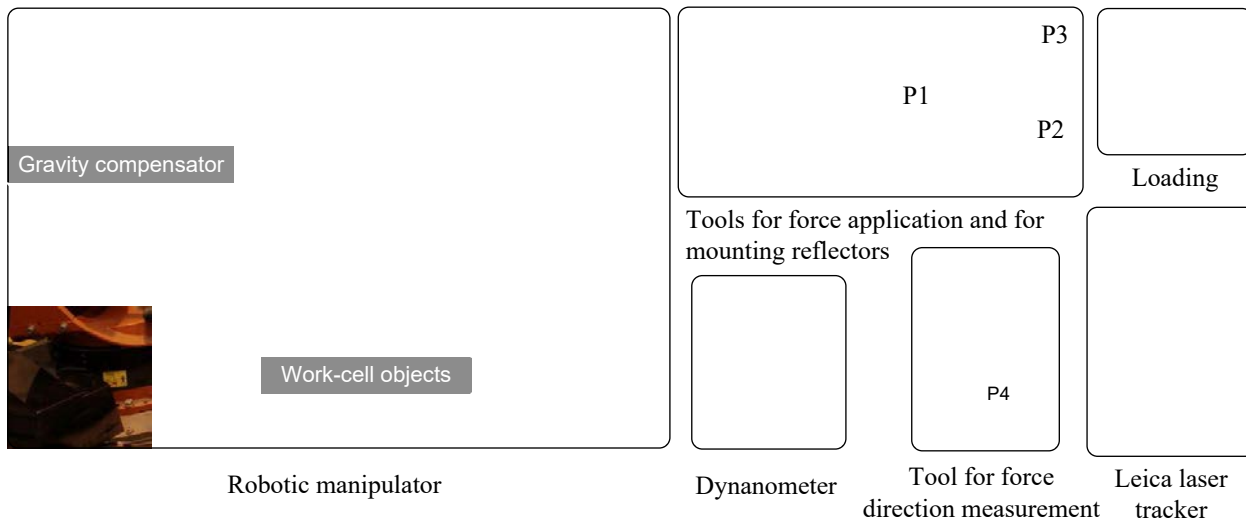 P3
P1
P2
Gravity compensator
Loading
Tools for force application and for
mounting reflectors
Work-cell objects
P4
Robotic manipulator
Dynanometer
Tool for force
direction measurement
Leica laser
tracker